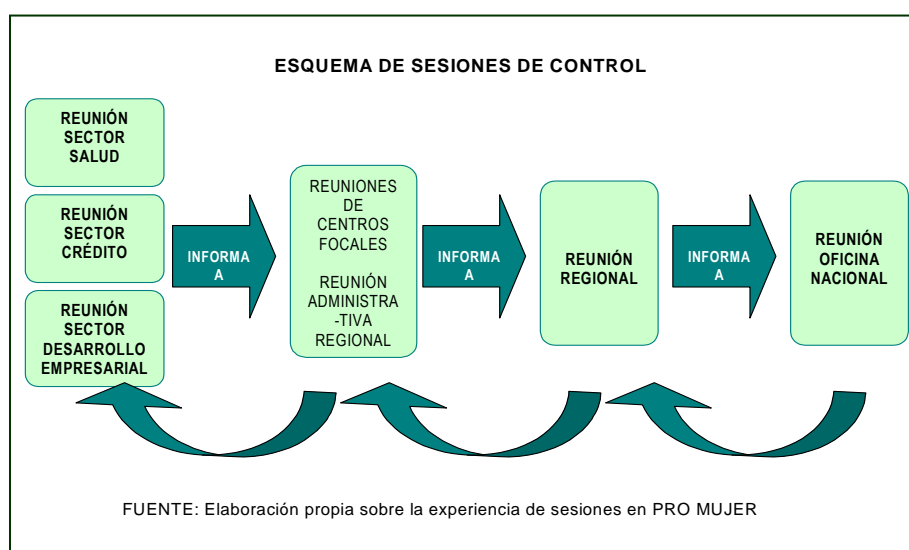 ESQUEMA DE SESIONES DE CONTROL
REUNIÓN
SECTOR
SALUD
REUNIÓN
SECTOR
CRÉDITO
REUNIÓN
SECTOR
DESARROLLO
EMPRESARIAL
INFORMA
A
REUNIONES
DE
CENTROS
FOCALES
REUNIÓN
ADMINISTRA
-TIVA
REGIONAL
INFORMA
A
REUNIÓN
REGIONAL
INFORMA
A
REUNIÓN
OFICINA
NACIONAL
FUENTE: Elaboración propia sobre la experiencia de sesiones en PRO MUJER